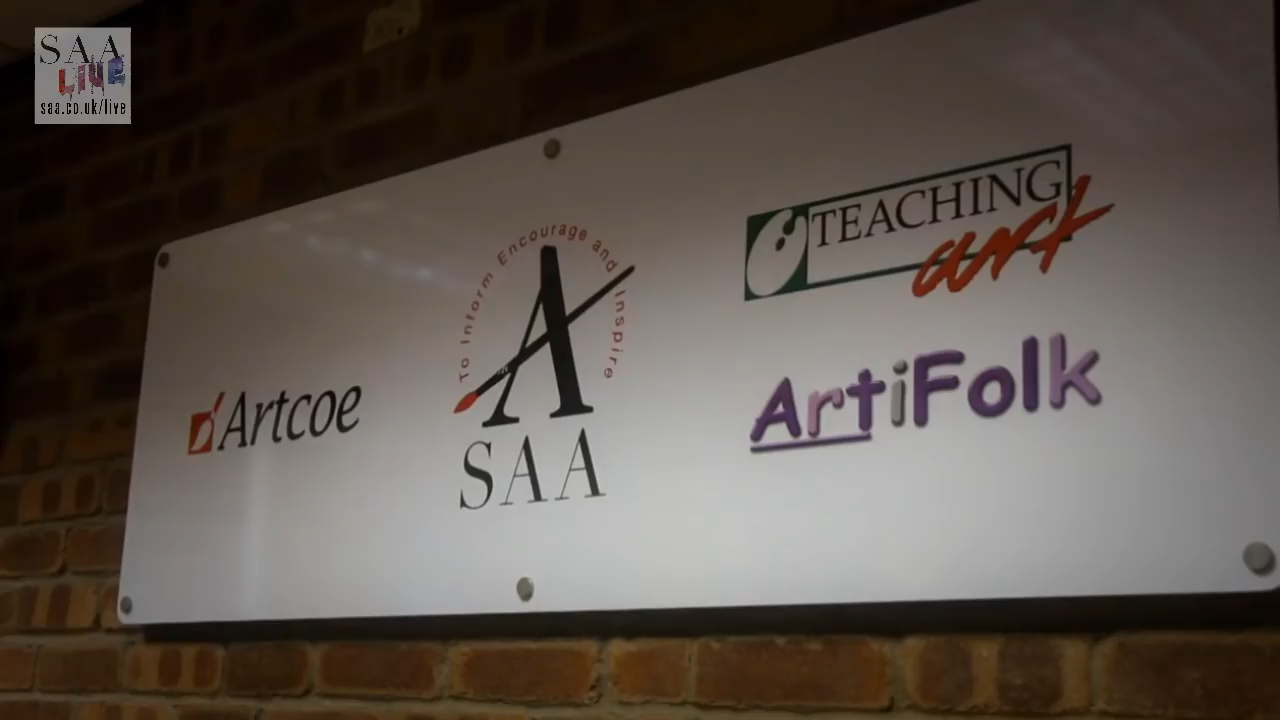 SAA
LIVE
saa.co.uk/live
To Inform Encourage and Inspire
A
SAA
Artcoe
TEACHING
art
ArtiFolk